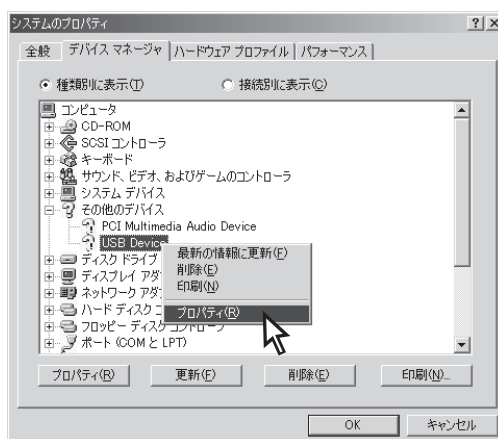 システムのプロパティ
全般 デバイス マネージャ ハードウェア プロファイル パフォーマンス
種類別に表示(T) 接続別に表示(C)
コンピュータ
CD-ROM
SCSI コントローラ
キーボード
サウンド、ビデオ、およびゲームのコントローラ
システム デバイス
その他のデバイス
PCI Multimedia Audio Device
USB Device
最新の情報に更新(F)
ディスク ドライブ
削除(E)
ディスプレイ アダ
印刷(N)
ネットワーク アダ
ハード ディスク コ
プロパティ(R)
フロッピー ディスク コントローラ
ポート (COM と LPT)
プロパティ(R) 更新(F) 削除(E) 印刷(N)...
OK キャンセル